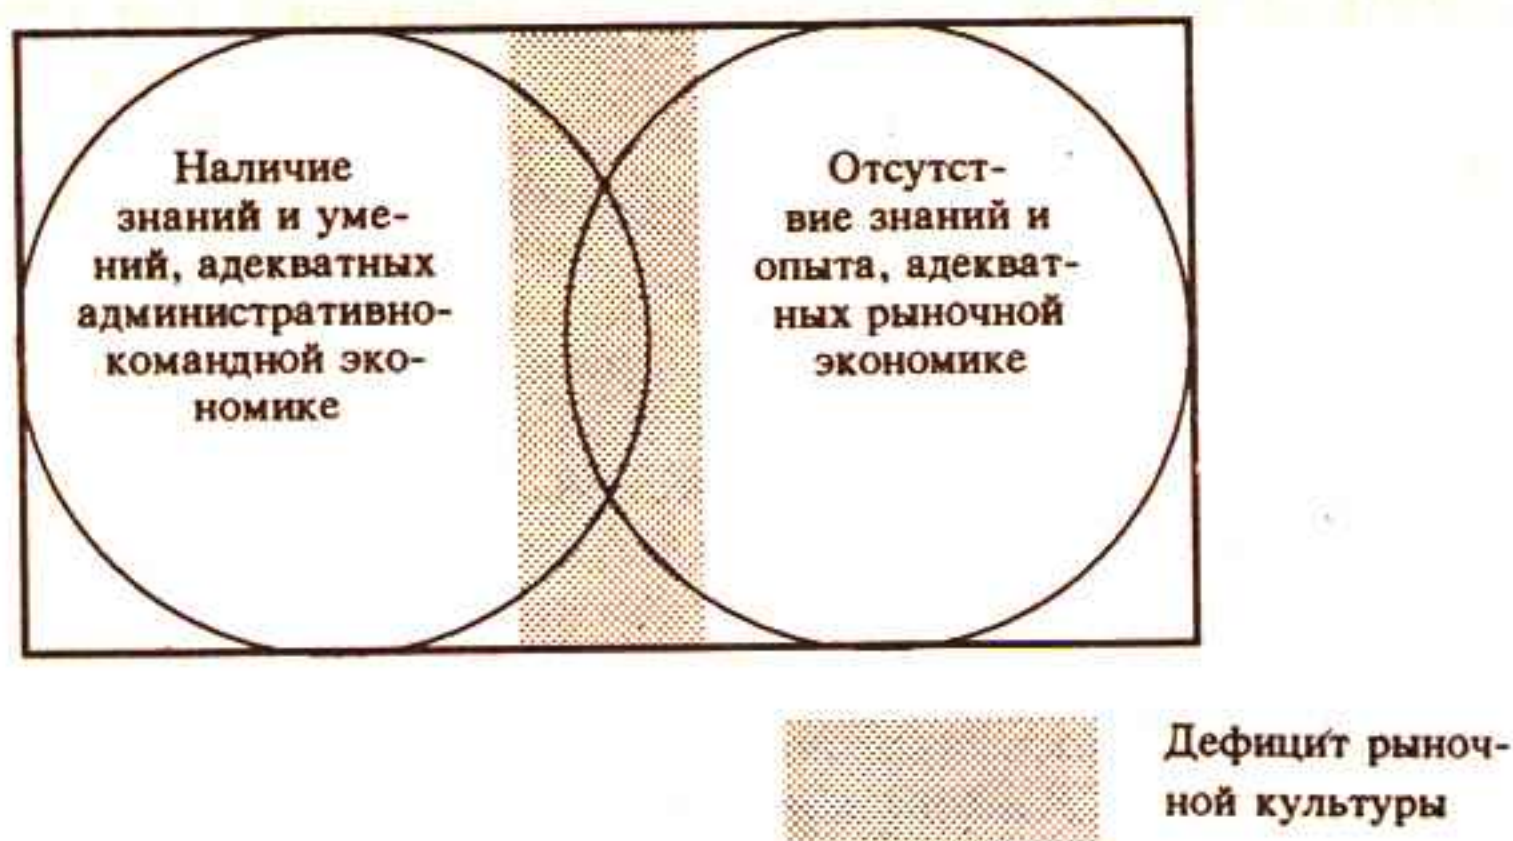 Наличие
знаний и уме-
ний, адекватных
административно-
командной эко-
номике
Отсутст-
вие знаний и
опыта, адекват-
ных рыночной
экономике
Дефицит рыноч-
ной культуры